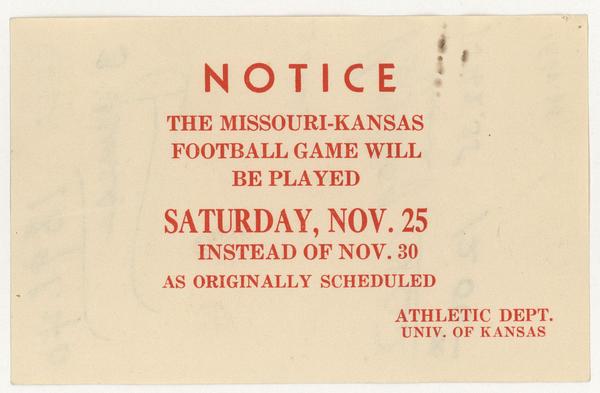 NOTICE
THE MISSOURI-KANSAS
FOOTBALL GAME WILL
BE PLAYED
SATURDAY, NOV. 25
INSTEAD OF NOV. 30
AS ORIGINALLY SCHEDULED
ATHLETIC DEPT.
UNIV. OF KANSAS